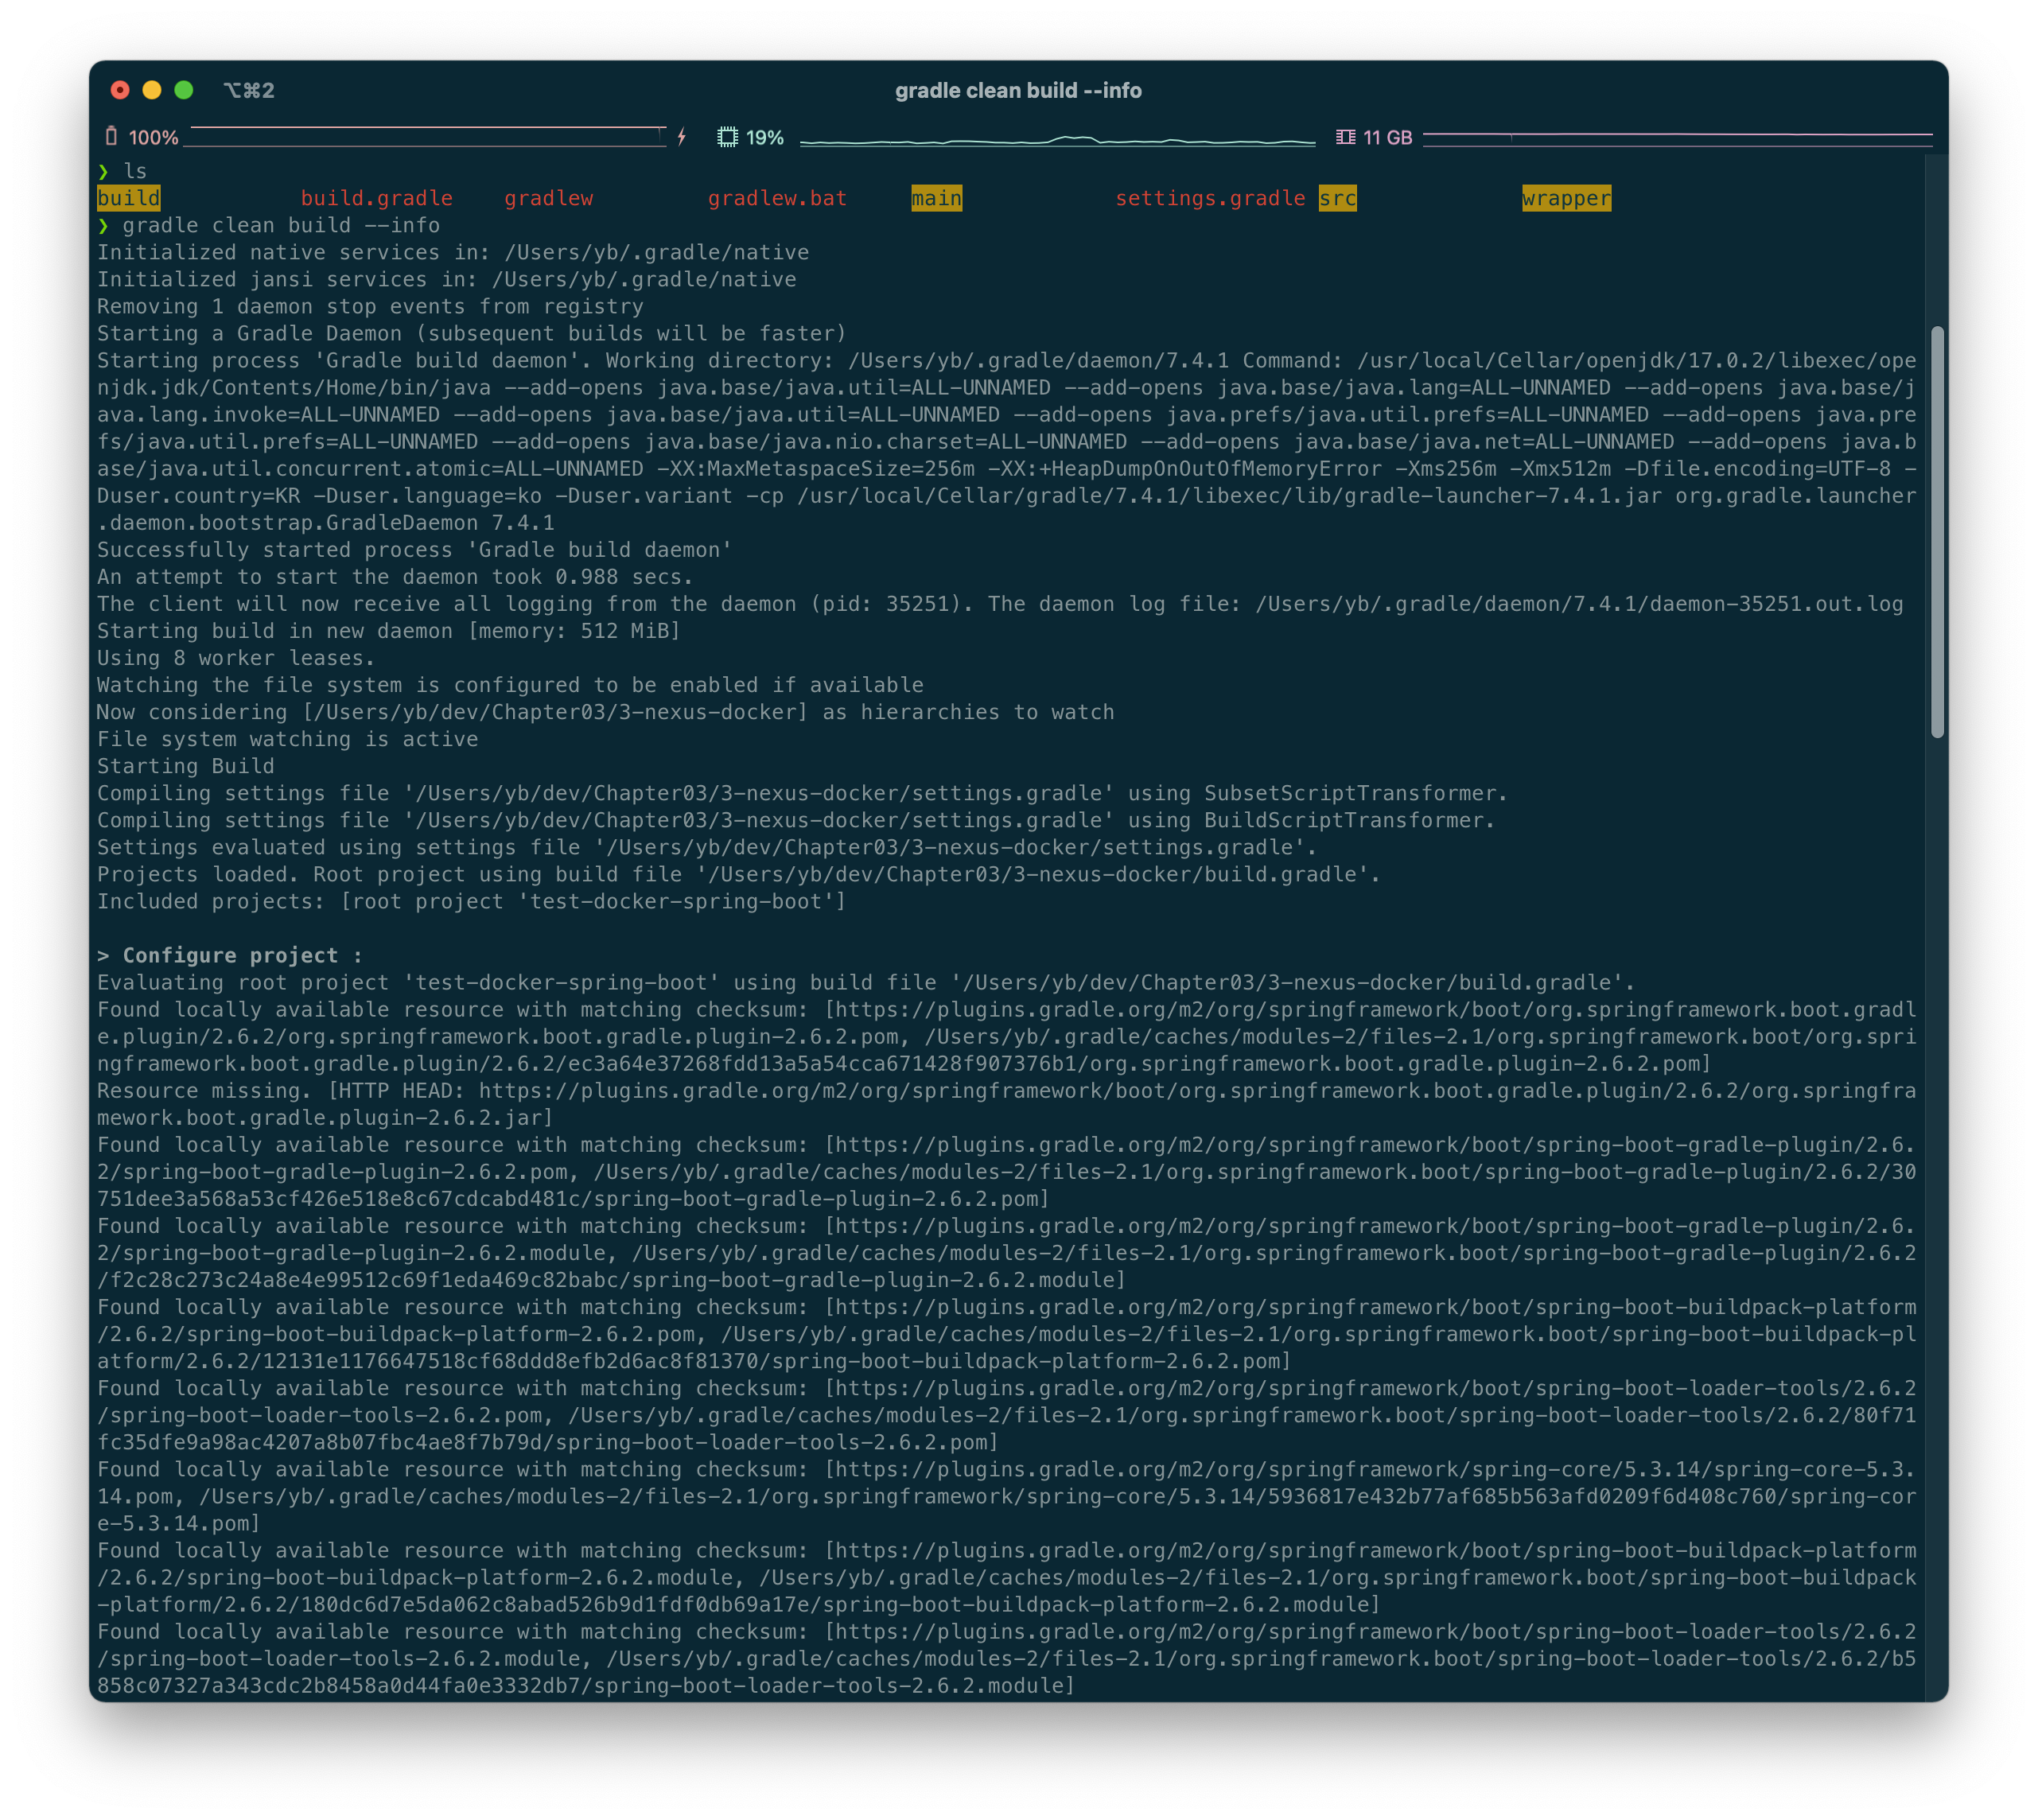 ⌥⌘2 gradle clean build --info
100% 19% 11 GB
❯ ls
build build.gradle gradlew gradlew.bat main settings.gradle src wrapper
❯ gradle clean build --info
Initialized native services in: /Users/yb/.gradle/native
Initialized jansi services in: /Users/yb/.gradle/native
Removing 1 daemon stop events from registry
Starting a Gradle Daemon (subsequent builds will be faster)
Starting process 'Gradle build daemon'. Working directory: /Users/yb/.gradle/daemon/7.4.1 Command: /usr/local/Cellar/openjdk/17.0.2/libexec/ope
njdk.jdk/Contents/Home/bin/java --add-opens java.base/java.util=ALL-UNNAMED --add-opens java.base/java.lang=ALL-UNNAMED --add-opens java.base/j
ava.lang.invoke=ALL-UNNAMED --add-opens java.base/java.util=ALL-UNNAMED --add-opens java.prefs/java.util.prefs=ALL-UNNAMED --add-opens java.pre
fs/java.util.prefs=ALL-UNNAMED --add-opens java.base/java.nio.charset=ALL-UNNAMED --add-opens java.base/java.net=ALL-UNNAMED --add-opens java.b
ase/java.util.concurrent.atomic=ALL-UNNAMED -XX:MaxMetaspaceSize=256m -XX:+HeapDumpOnOutOfMemoryError -Xms256m -Xmx512m -Dfile.encoding=UTF-8 -
Duser.country=KR -Duser.language=ko -Duser.variant -cp /usr/local/Cellar/gradle/7.4.1/libexec/lib/gradle-launcher-7.4.1.jar org.gradle.launcher
.daemon.bootstrap.GradleDaemon 7.4.1
Successfully started process 'Gradle build daemon'
An attempt to start the daemon took 0.988 secs.
The client will now receive all logging from the daemon (pid: 35251). The daemon log file: /Users/yb/.gradle/daemon/7.4.1/daemon-35251.out.log
Starting build in new daemon [memory: 512 MiB]
Using 8 worker leases.
Watching the file system is configured to be enabled if available
Now considering [/Users/yb/dev/Chapter03/3-nexus-docker] as hierarchies to watch
File system watching is active
Starting Build
Compiling settings file '/Users/yb/dev/Chapter03/3-nexus-docker/settings.gradle' using SubsetScriptTransformer.
Compiling settings file '/Users/yb/dev/Chapter03/3-nexus-docker/settings.gradle' using BuildScriptTransformer.
Settings evaluated using settings file '/Users/yb/dev/Chapter03/3-nexus-docker/settings.gradle'.
Projects loaded. Root project using build file '/Users/yb/dev/Chapter03/3-nexus-docker/build.gradle'.
Included projects: [root project 'test-docker-spring-boot']
> Configure project :
Evaluating root project 'test-docker-spring-boot' using build file '/Users/yb/dev/Chapter03/3-nexus-docker/build.gradle'.
Found locally available resource with matching checksum: [https://plugins.gradle.org/m2/org/springframework/boot/org.springframework.boot.gradl
e.plugin/2.6.2/org.springframework.boot.gradle.plugin-2.6.2.pom, /Users/yb/.gradle/caches/modules-2/files-2.1/org.springframework.boot/org.spri
ngframework.boot.gradle.plugin/2.6.2/ec3a64e37268fdd13a5a54cca671428f907376b1/org.springframework.boot.gradle.plugin-2.6.2.pom]
Resource missing. [HTTP HEAD: https://plugins.gradle.org/m2/org/springframework/boot/org.springframework.boot.gradle.plugin/2.6.2/org.springfra
mework.boot.gradle.plugin-2.6.2.jar]
Found locally available resource with matching checksum: [https://plugins.gradle.org/m2/org/springframework/boot/spring-boot-gradle-plugin/2.6.
2/spring-boot-gradle-plugin-2.6.2.pom, /Users/yb/.gradle/caches/modules-2/files-2.1/org.springframework.boot/spring-boot-gradle-plugin/2.6.2/30
751dee3a568a53cf426e518e8c67cdcabd481c/spring-boot-gradle-plugin-2.6.2.pom]
Found locally available resource with matching checksum: [https://plugins.gradle.org/m2/org/springframework/boot/spring-boot-gradle-plugin/2.6.
2/spring-boot-gradle-plugin-2.6.2.module, /Users/yb/.gradle/caches/modules-2/files-2.1/org.springframework.boot/spring-boot-gradle-plugin/2.6.2
/f2c28c273c24a8e4e99512c69f1eda469c82babc/spring-boot-gradle-plugin-2.6.2.module]
Found locally available resource with matching checksum: [https://plugins.gradle.org/m2/org/springframework/boot/spring-boot-buildpack-platform
/2.6.2/spring-boot-buildpack-platform-2.6.2.pom, /Users/yb/.gradle/caches/modules-2/files-2.1/org.springframework.boot/spring-boot-buildpack-pl
atform/2.6.2/12131e1176647518cf68ddd8efb2d6ac8f81370/spring-boot-buildpack-platform-2.6.2.pom]
Found locally available resource with matching checksum: [https://plugins.gradle.org/m2/org/springframework/boot/spring-boot-loader-tools/2.6.2
/spring-boot-loader-tools-2.6.2.pom, /Users/yb/.gradle/caches/modules-2/files-2.1/org.springframework.boot/spring-boot-loader-tools/2.6.2/80f71
fc35dfe9a98ac4207a8b07fbc4ae8f7b79d/spring-boot-loader-tools-2.6.2.pom]
Found locally available resource with matching checksum: [https://plugins.gradle.org/m2/org/springframework/spring-core/5.3.14/spring-core-5.3.
14.pom, /Users/yb/.gradle/caches/modules-2/files-2.1/org.springframework/spring-core/5.3.14/5936817e432b77af685b563afd0209f6d408c760/spring-cor
e-5.3.14.pom]
Found locally available resource with matching checksum: [https://plugins.gradle.org/m2/org/springframework/boot/spring-boot-buildpack-platform
/2.6.2/spring-boot-buildpack-platform-2.6.2.module, /Users/yb/.gradle/caches/modules-2/files-2.1/org.springframework.boot/spring-boot-buildpack
-platform/2.6.2/180dc6d7e5da062c8abad526b9d1fdf0db69a17e/spring-boot-buildpack-platform-2.6.2.module]
Found locally available resource with matching checksum: [https://plugins.gradle.org/m2/org/springframework/boot/spring-boot-loader-tools/2.6.2
/spring-boot-loader-tools-2.6.2.module, /Users/yb/.gradle/caches/modules-2/files-2.1/org.springframework.boot/spring-boot-loader-tools/2.6.2/b5
858c07327a343cdc2b8458a0d44fa0e3332db7/spring-boot-loader-tools-2.6.2.module]